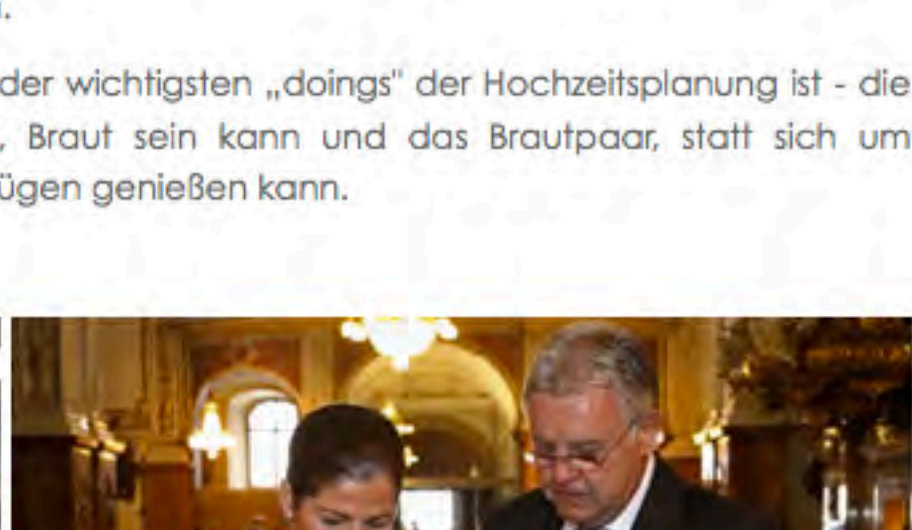 .
der wichtigsten „doings" der Hochzeitsplanung ist - die
, Braut sein kann und das Brautpaar, statt sich um
ügen genießen kann.